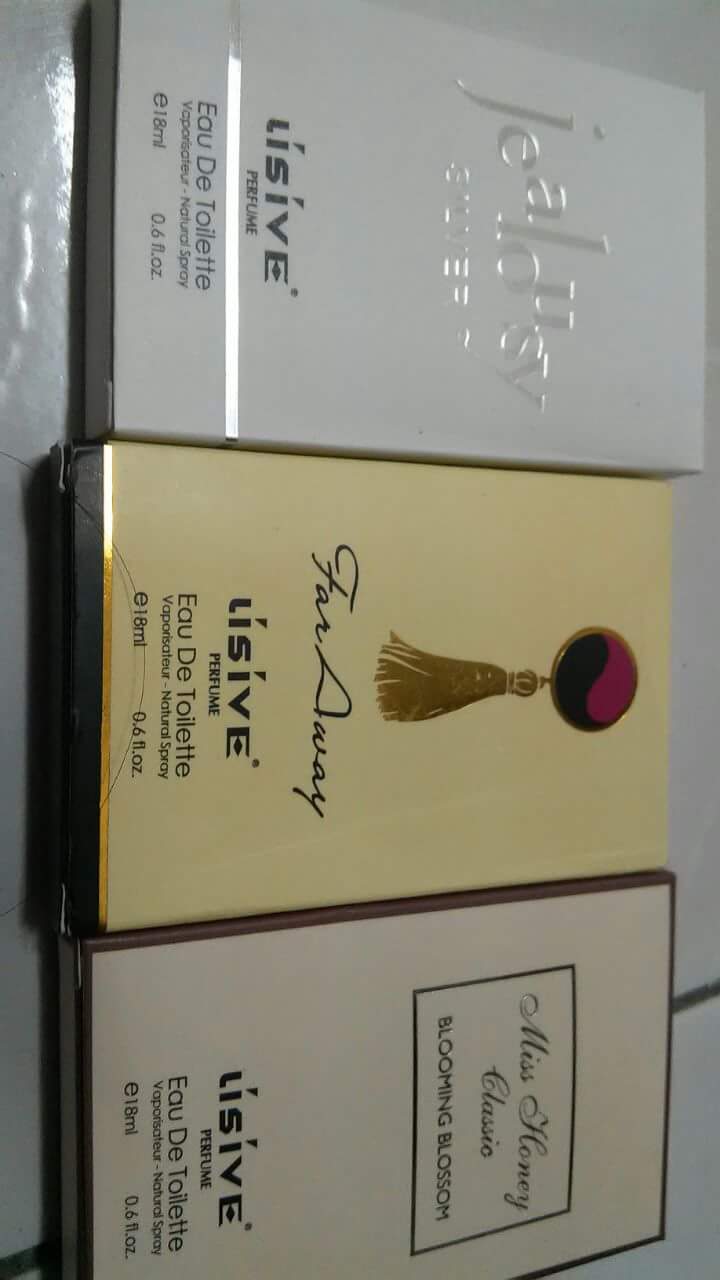 jealousy
SILVER
LiSiVE®
PERFUME
Eau De Toilette
Vaporisateur - Natural Spray
e18ml 0.6 fl.oz.
Far Away
LiSiVE®
PERFUME
Eau De Toilette
Vaporisateur - Natural Spray
e18ml 0.6 fl.oz.
Miss Honey
Classic
BLOOMING BLOSSOM
LiSiVE®
PERFUME
Eau De Toilette
Vaporisateur - Natural Spray
e18ml 0.6 fl.oz.